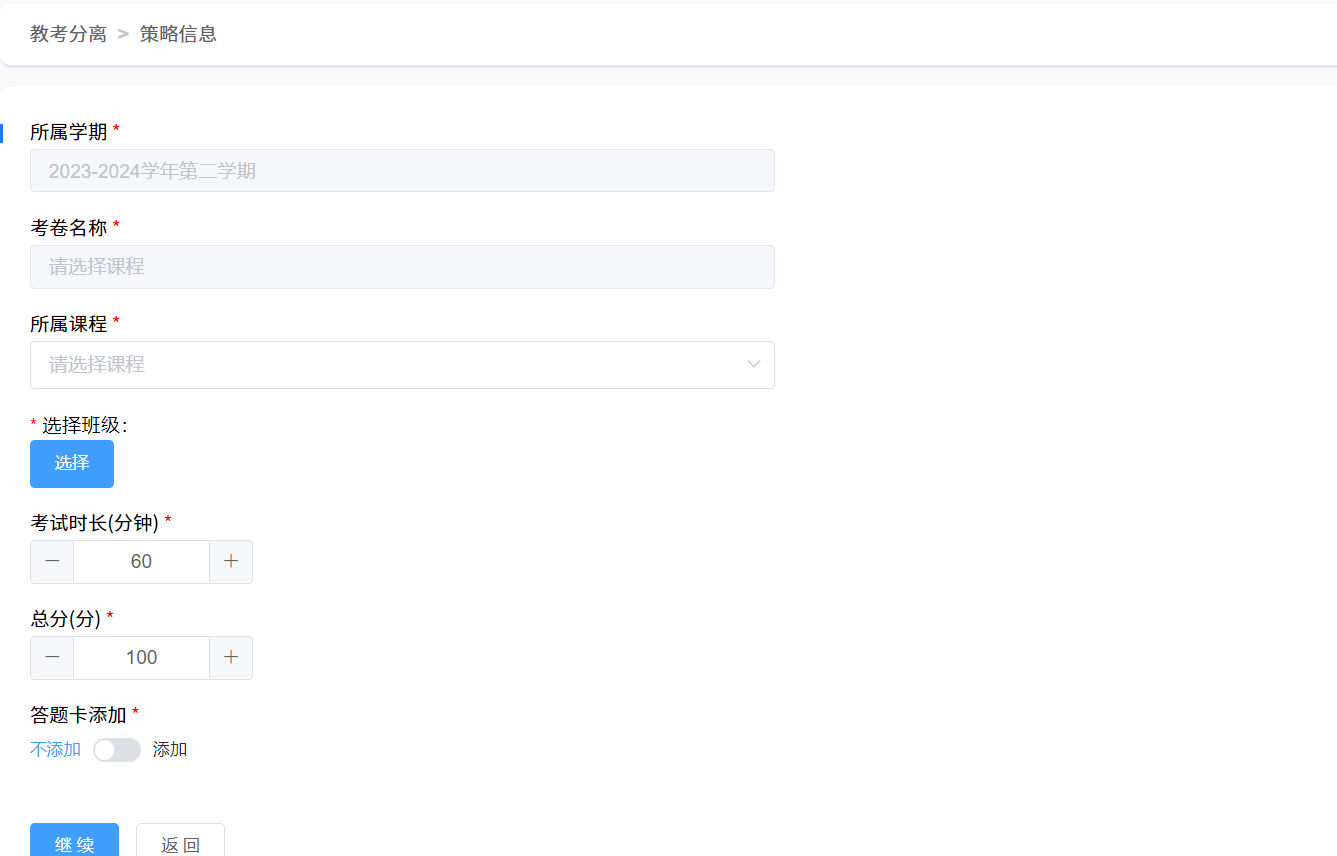 教考分离 > 策略信息
所属学期 *
2023-2024学年第二学期
考卷名称 *
请选择课程
所属课程 *
请选择课程
* 选择班级：
选择
考试时长(分钟) *
— 60 +
总分(分) *
— 100 +
答题卡添加 *
不添加 添加
继 续 返 回